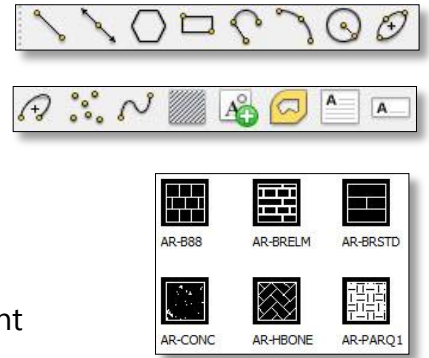 A
A
A
AR-B88 AR-BRELM AR-BRSTD
AR-CONC AR-HBONE AR-PARQ1
nt